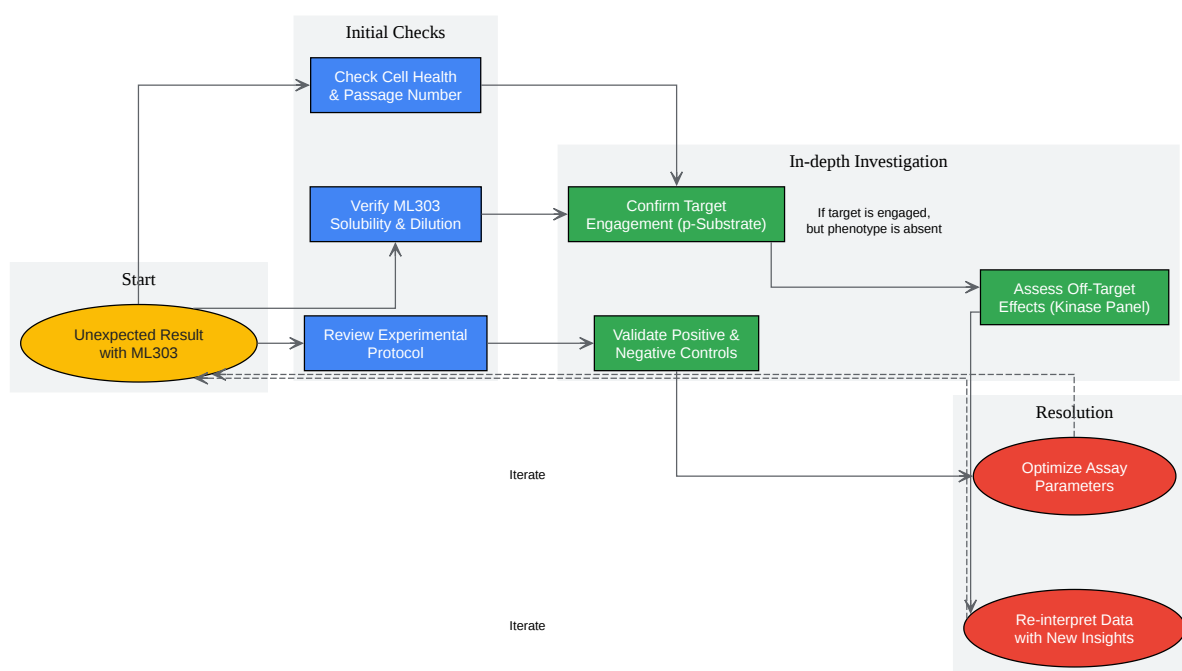 Initial Checks
Check Cell Health
& Passage Number
In-depth Investigation
Verify ML303
Solubility & Dilution
Confirm Target
Engagement (p-Substrate)
If target is engaged,
but phenotype is absent
Start
Assess Off-Target
Effects (Kinase Panel)
Unexpected Result
with ML303
Review Experimental
Protocol
Validate Positive &
Negative Controls
Resolution
Iterate
Optimize Assay
Parameters
Iterate
Re-interpret Data
with New Insights